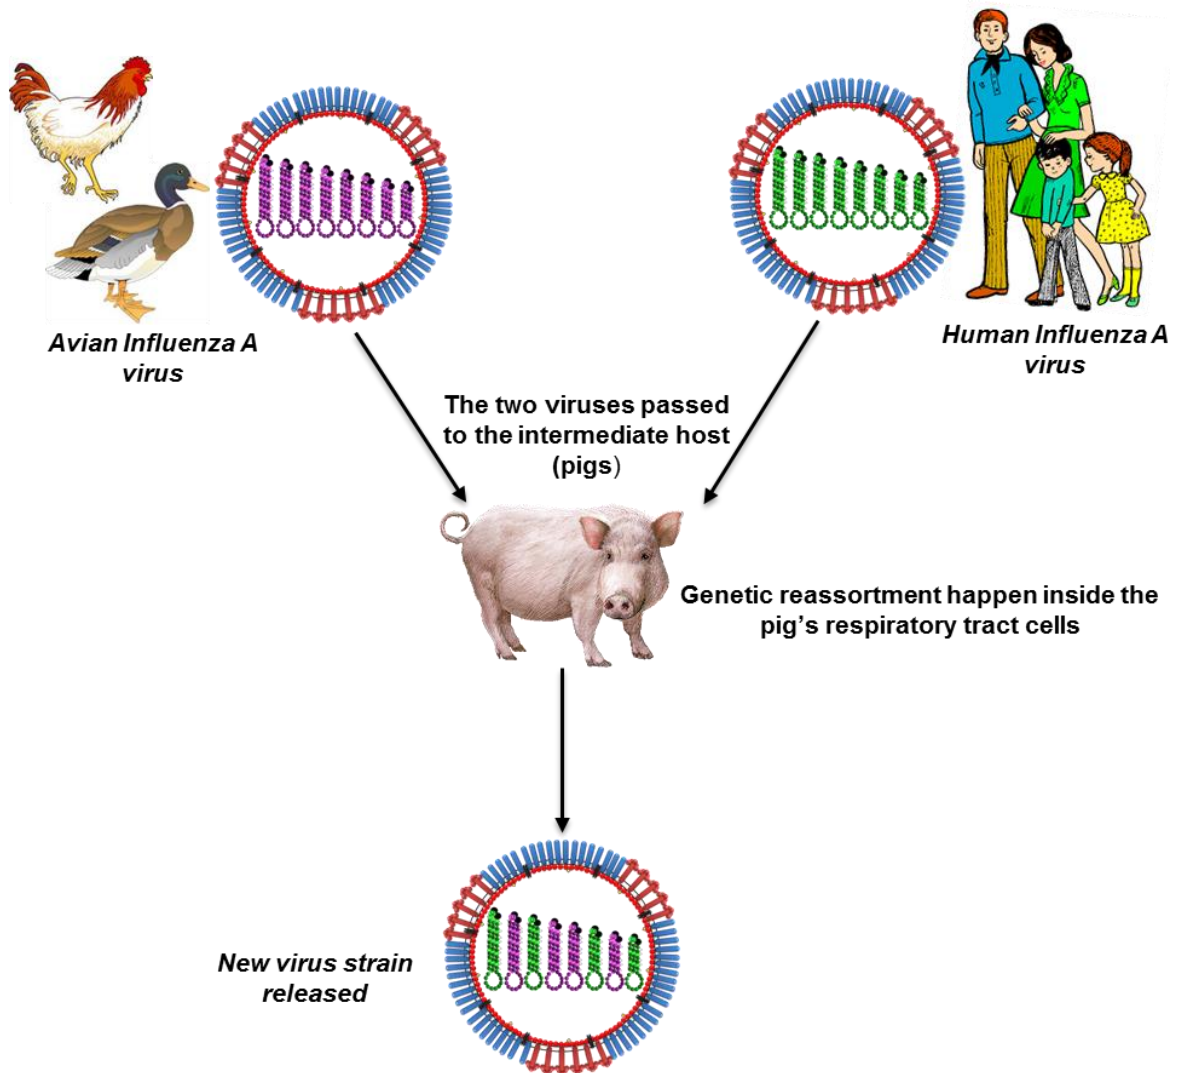 Avian Influenza A
virus
Human Influenza A
virus
The two viruses passed
to the intermediate host
(pigs)
Genetic reassortment happen inside the
pig's respiratory tract cells
New virus strain
released